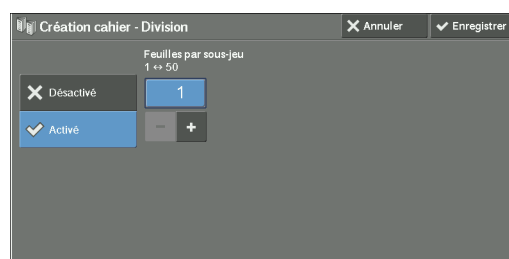 Création cahier - Division
Annuler
Enregistrer
Feuilles par sous-jeu
1 ↔ 50
Désactivé
1
Activé
− +